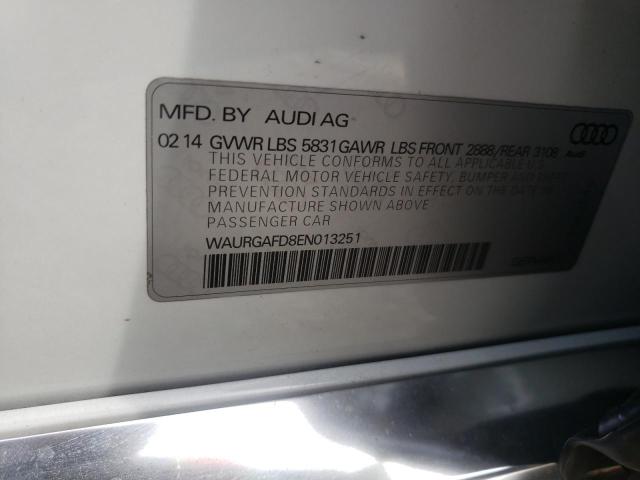 MFD. BY AUDI AG
02 14 GVWR LBS 5831 GAWR LBS FRONT 2888/REAR 3108
Audi
THIS VEHICLE CONFORMS TO ALL APPLICABLE U.S
FEDERAL MOTOR VEHICLE SAFETY, BUMPER AND THEFT
PREVENTION STANDARDS IN EFFECT ON THE DATE OF
MANUFACTURE SHOWN ABOVE
PASSENGER CAR
WAURGAFD8EN013251